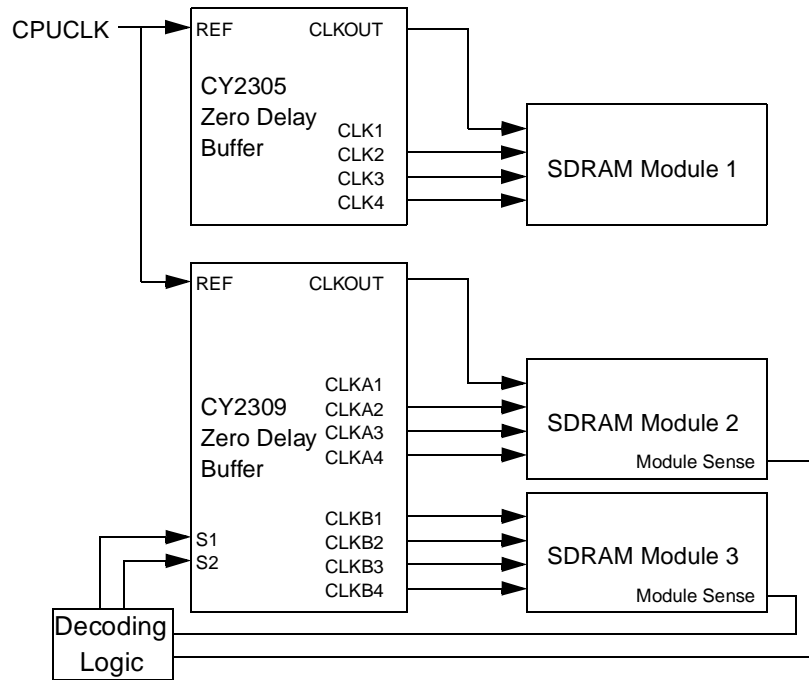 CPUCLK
REF
CLKOUT
CY2305
Zero Delay
Buffer
CLK1
CLK2
CLK3
CLK4
SDRAM Module 1
REF
CLKOUT
CY2309
Zero Delay
Buffer
CLKA1
CLKA2
CLKA3
CLKA4
CLKB1
CLKB2
CLKB3
CLKB4
S1
S2
SDRAM Module 2
Module Sense
SDRAM Module 3
Module Sense
Decoding
Logic